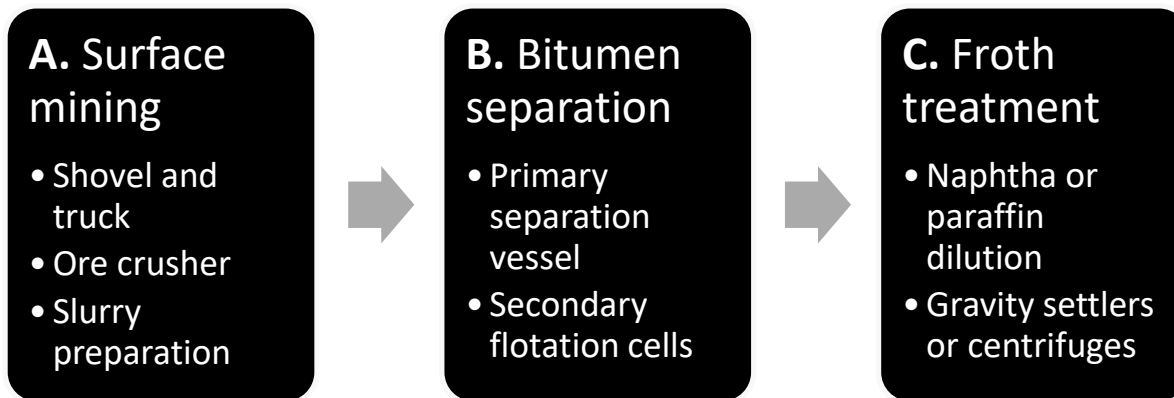 A. Surface
mining
• Shovel and
truck
• Ore crusher
• Slurry
preparation
B. Bitumen
separation
• Primary
separation
vessel
• Secondary
flotation cells
C. Froth
treatment
• Naphtha or
paraffin
dilution
• Gravity settlers
or centrifuges